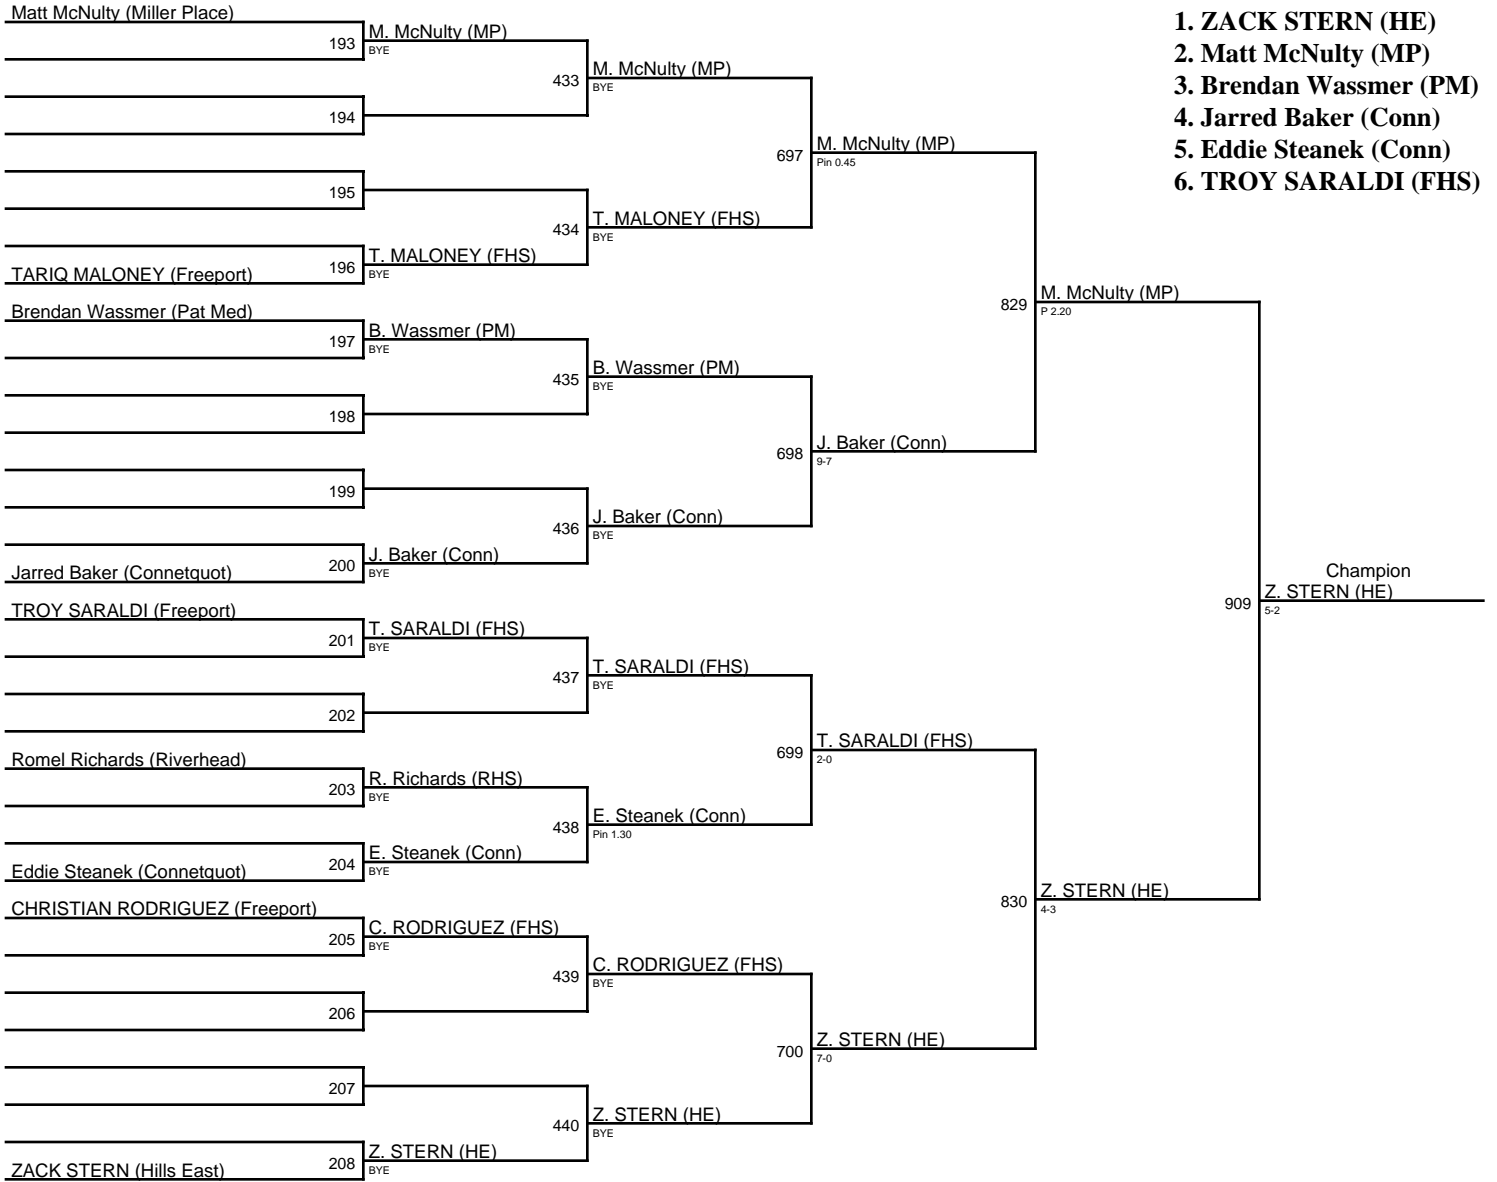 Matt McNulty (Miller Place)
193
M. McNulty (MP)
BYE
194
433
M. McNulty (MP)
BYE
195
TARIQ MALONEY (Freeport)
196
T. MALONEY (FHS)
BYE
434
T. MALONEY (FHS)
BYE
697
M. McNulty (MP)
Pin 0.45
Brendan Wassmer (Pat Med)
197
B. Wassmer (PM)
BYE
198
435
B. Wassmer (PM)
BYE
199
Jarred Baker (Connetquot)
200
J. Baker (Conn)
BYE
436
J. Baker (Conn)
BYE
698
J. Baker (Conn)
9-7
829
M. McNulty (MP)
P 2.20
TROY SARALDI (Freeport)
201
T. SARALDI (FHS)
BYE
202
437
T. SARALDI (FHS)
BYE
Romel Richards (Riverhead)
203
R. Richards (RHS)
BYE
Eddie Steanek (Connetquot)
204
E. Steanek (Conn)
BYE
438
E. Steanek (Conn)
Pin 1.30
699
T. SARALDI (FHS)
2-0
CHRISTIAN RODRIGUEZ (Freeport)
205
C. RODRIGUEZ (FHS)
BYE
206
439
C. RODRIGUEZ (FHS)
BYE
207
ZACK STERN (Hills East)
208
Z. STERN (HE)
BYE
440
Z. STERN (HE)
BYE
700
Z. STERN (HE)
7-0
830
Z. STERN (HE)
4-3
909
Champion
Z. STERN (HE)
5-2
1. ZACK STERN (HE)
2. Matt McNulty (MP)
3. Brendan Wassmer (PM)
4. Jarred Baker (Conn)
5. Eddie Steanek (Conn)
6. TROY SARALDI (FHS)